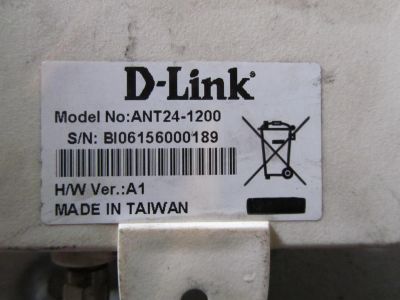 D-Link
Model No:ANT24-1200
S/N: BI06156000189
H/W Ver.:A1
MADE IN TAIWAN